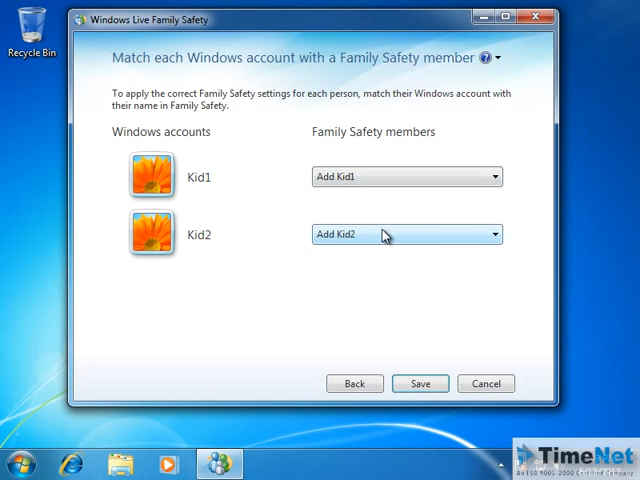 Recycle Bin
Windows Live Family Safety
Match each Windows account with a Family Safety member
To apply the correct Family Safety settings for each person, match their Windows account with
their name in Family Safety.
Windows accounts Family Safety members
Kid1 Add Kid1
Kid2 Add Kid2
Back Save Cancel
TimeNet
An ISO 9001 2000 Certified